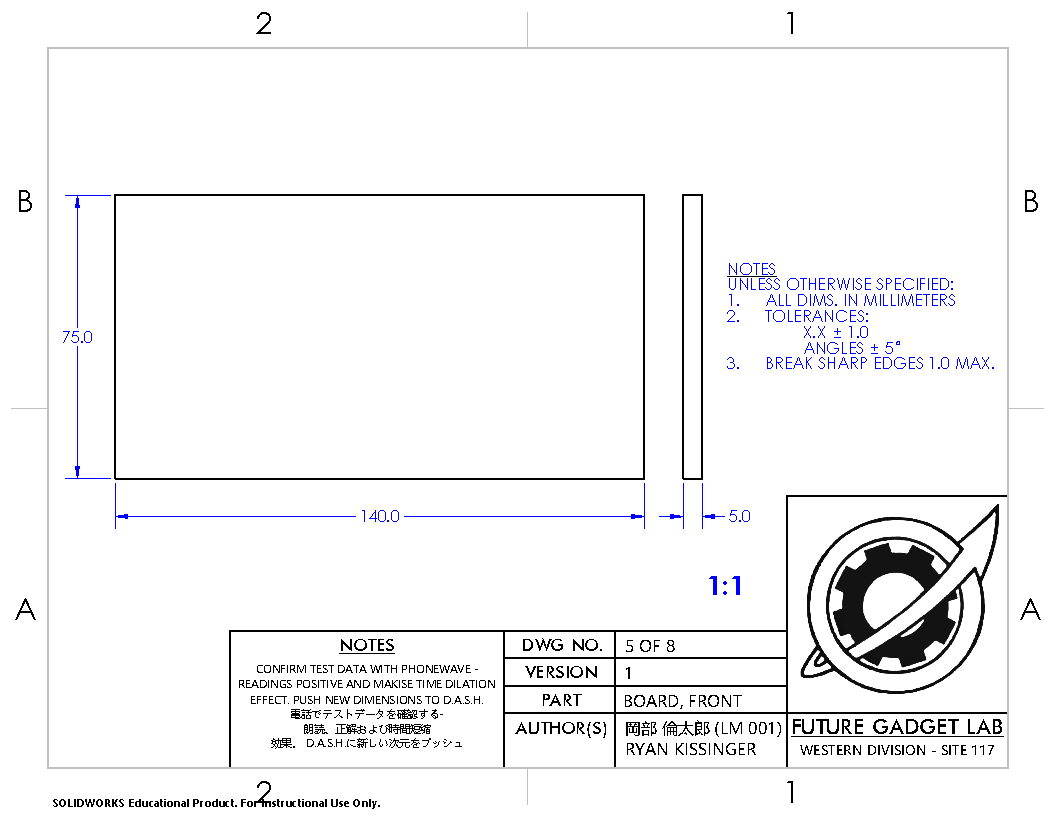 2
1
B
B
NOTES
UNLESS OTHERWISE SPECIFIED:
1. ALL DIMS. IN MILLIMETERS
2. TOLERANCES:
X.X ± 1.0
ANGLES ± 5°
3. BREAK SHARP EDGES 1.0 MAX.
75.0
140.0
5.0
1:1
A
A
NOTES
CONFIRM TEST DATA WITH PHONEWAVE -
READINGS POSITIVE AND MAKISE TIME DILATION
EFFECT. PUSH NEW DIMENSIONS TO D.A.S.H.
電話でテストデータを確認する-
朗読、正解および時間短縮
効果。 D.A.S.H.に新しい次元をプッシュ
DWG NO. 5 OF 8
VERSION 1
PART BOARD, FRONT
AUTHOR(S) 岡部 倫太郎 (LM 001)
RYAN KISSINGER
FUTURE GADGET LAB
WESTERN DIVISION - SITE 117
2
1
SOLIDWORKS Educational Product. For Instructional Use Only.